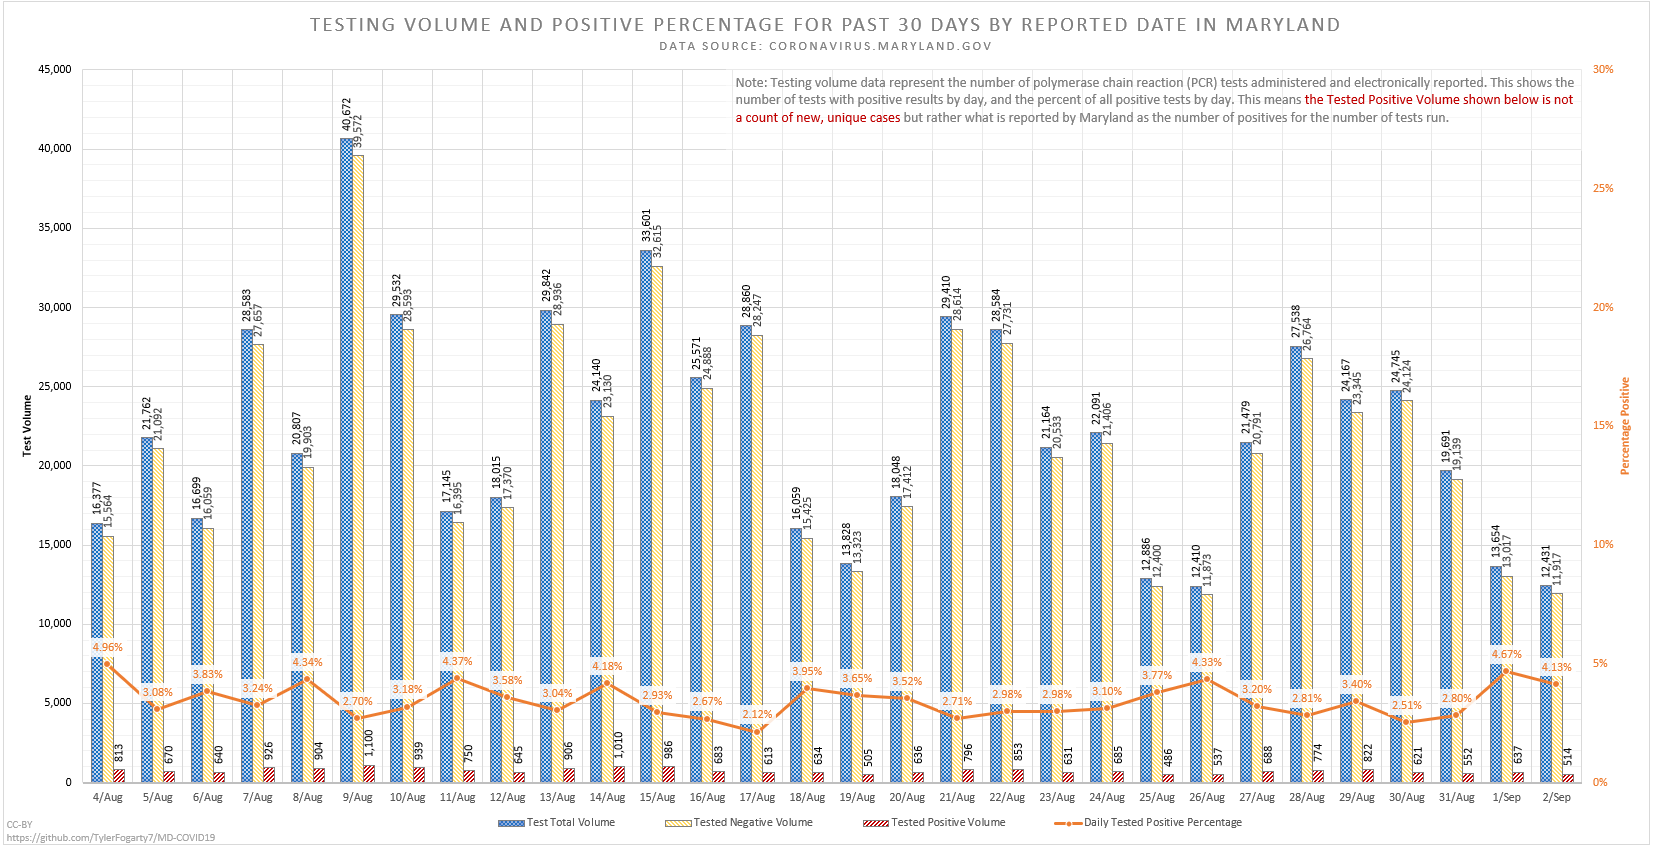 TESTING VOLUME AND POSITIVE PERCENTAGE FOR PAST 30 DAYS BY REPORTED DATE IN MARYLAND
DATA SOURCE: CORONAVIRUS.MARYLAND.GOV
Note: Testing volume data represent the number of polymerase chain reaction (PCR) tests administered and electronically reported. This shows the
number of tests with positive results by day, and the percent of all positive tests by day. This means the Tested Positive Volume shown below is not
a count of new, unique cases but rather what is reported by Maryland as the number of positives for the number of tests run.
Test Volume
45,000
40,000
35,000
30,000
25,000
20,000
15,000
10,000
5,000
0
Percentage Positive
30%
25%
20%
15%
10%
5%
0%
16,377 15,564 4.96% 813
21,762 21,092 3.08% 670
16,699 16,059 3.83% 640
28,583 27,657 3.24% 926
20,807 19,903 4.34% 904
40,672 39,572 2.70% 1,100
29,532 28,593 3.18% 939
17,145 16,395 4.37% 750
18,015 17,370 3.58% 645
29,842 28,936 3.04% 906
24,140 23,130 4.18% 1,010
33,601 32,615 2.93% 986
25,571 24,888 2.67% 683
28,860 28,247 2.12% 613
16,059 15,425 3.95% 634
13,828 13,323 3.65% 505
18,048 17,412 3.52% 636
29,410 28,614 2.71% 796
28,584 27,731 2.98% 853
21,164 20,533 2.98% 631
22,091 21,406 3.10% 685
12,886 12,400 3.77% 486
12,410 11,873 4.33% 537
21,479 20,791 3.20% 688
27,538 26,764 2.81% 774
24,167 23,345 3.40% 822
24,745 24,124 2.51% 621
19,691 19,139 2.80% 552
13,654 13,017 4.67% 637
12,431 11,917 4.13% 514
4/Aug 5/Aug 6/Aug 7/Aug 8/Aug 9/Aug 10/Aug 11/Aug 12/Aug 13/Aug 14/Aug 15/Aug 16/Aug 17/Aug 18/Aug 19/Aug 20/Aug 21/Aug 22/Aug 23/Aug 24/Aug 25/Aug 26/Aug 27/Aug 28/Aug 29/Aug 30/Aug 31/Aug 1/Sep 2/Sep
Test Total Volume Tested Negative Volume Tested Positive Volume Daily Tested Positive Percentage
CC-BY
https://github.com/TylerFogarty7/MD-COVID19